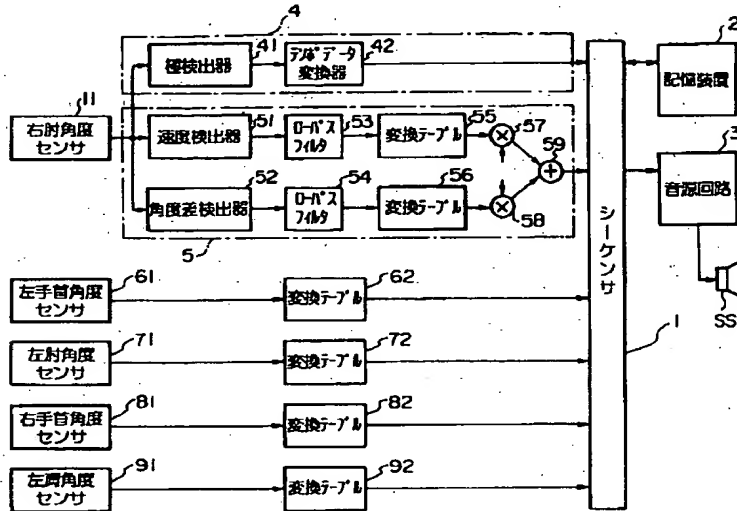 4
41
42
2
11
極検出器
テンポデータ
変換器
記憶装置
右肘角度
センサ
51
53
55
57
59
3
速度検出器
ローパス
フィルタ
変換テーブル
音源回路
52
54
56
58
角度差検出器
ローパス
フィルタ
変換テーブル
5
シーケンサ
SS
1
61
62
左手首角度
センサ
変換テーブル
71
72
左肘角度
センサ
変換テーブル
81
82
右手首角度
センサ
変換テーブル
91
92
左肩角度
センサ
変換テーブル